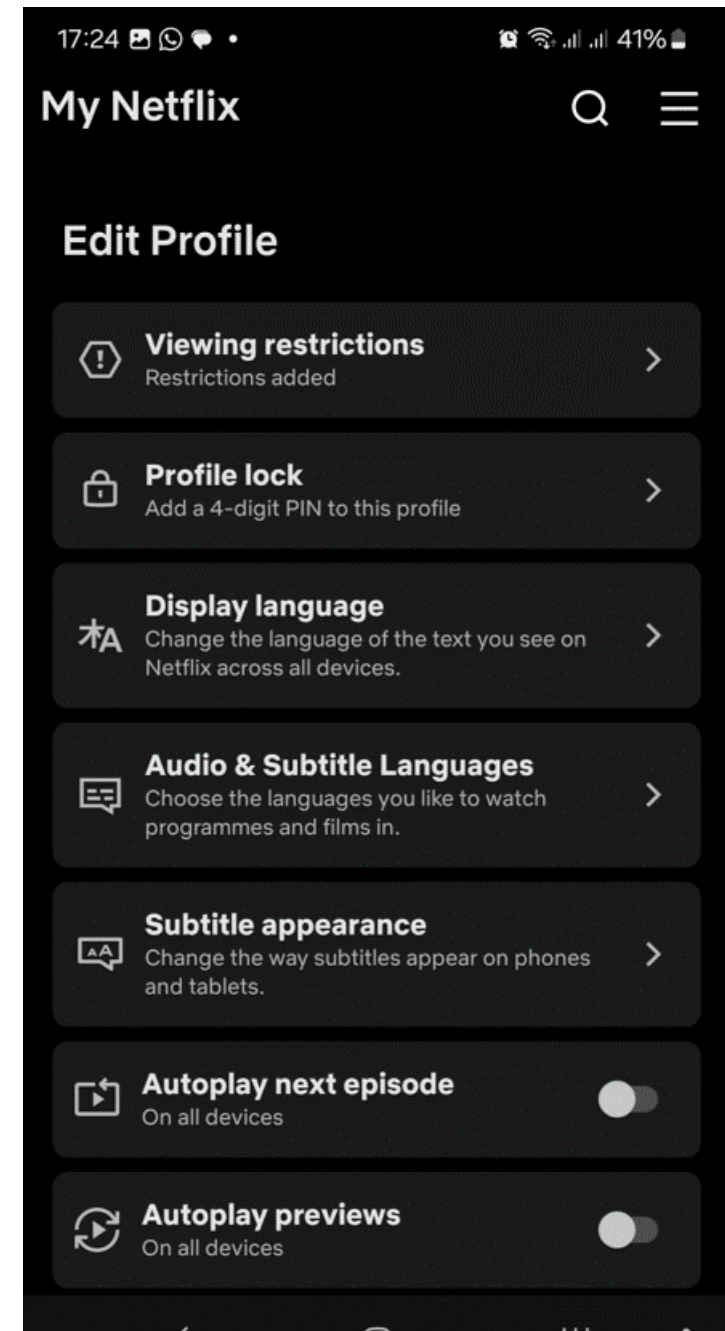 17:24
41%
My Netflix
Edit Profile
Viewing restrictions
Restrictions added
Profile lock
Add a 4-digit PIN to this profile
Display language
Change the language of the text you see on
Netflix across all devices.
Audio & Subtitle Languages
Choose the languages you like to watch
programmes and films in.
Subtitle appearance
Change the way subtitles appear on phones
and tablets.
Autoplay next episode
On all devices
Autoplay previews
On all devices